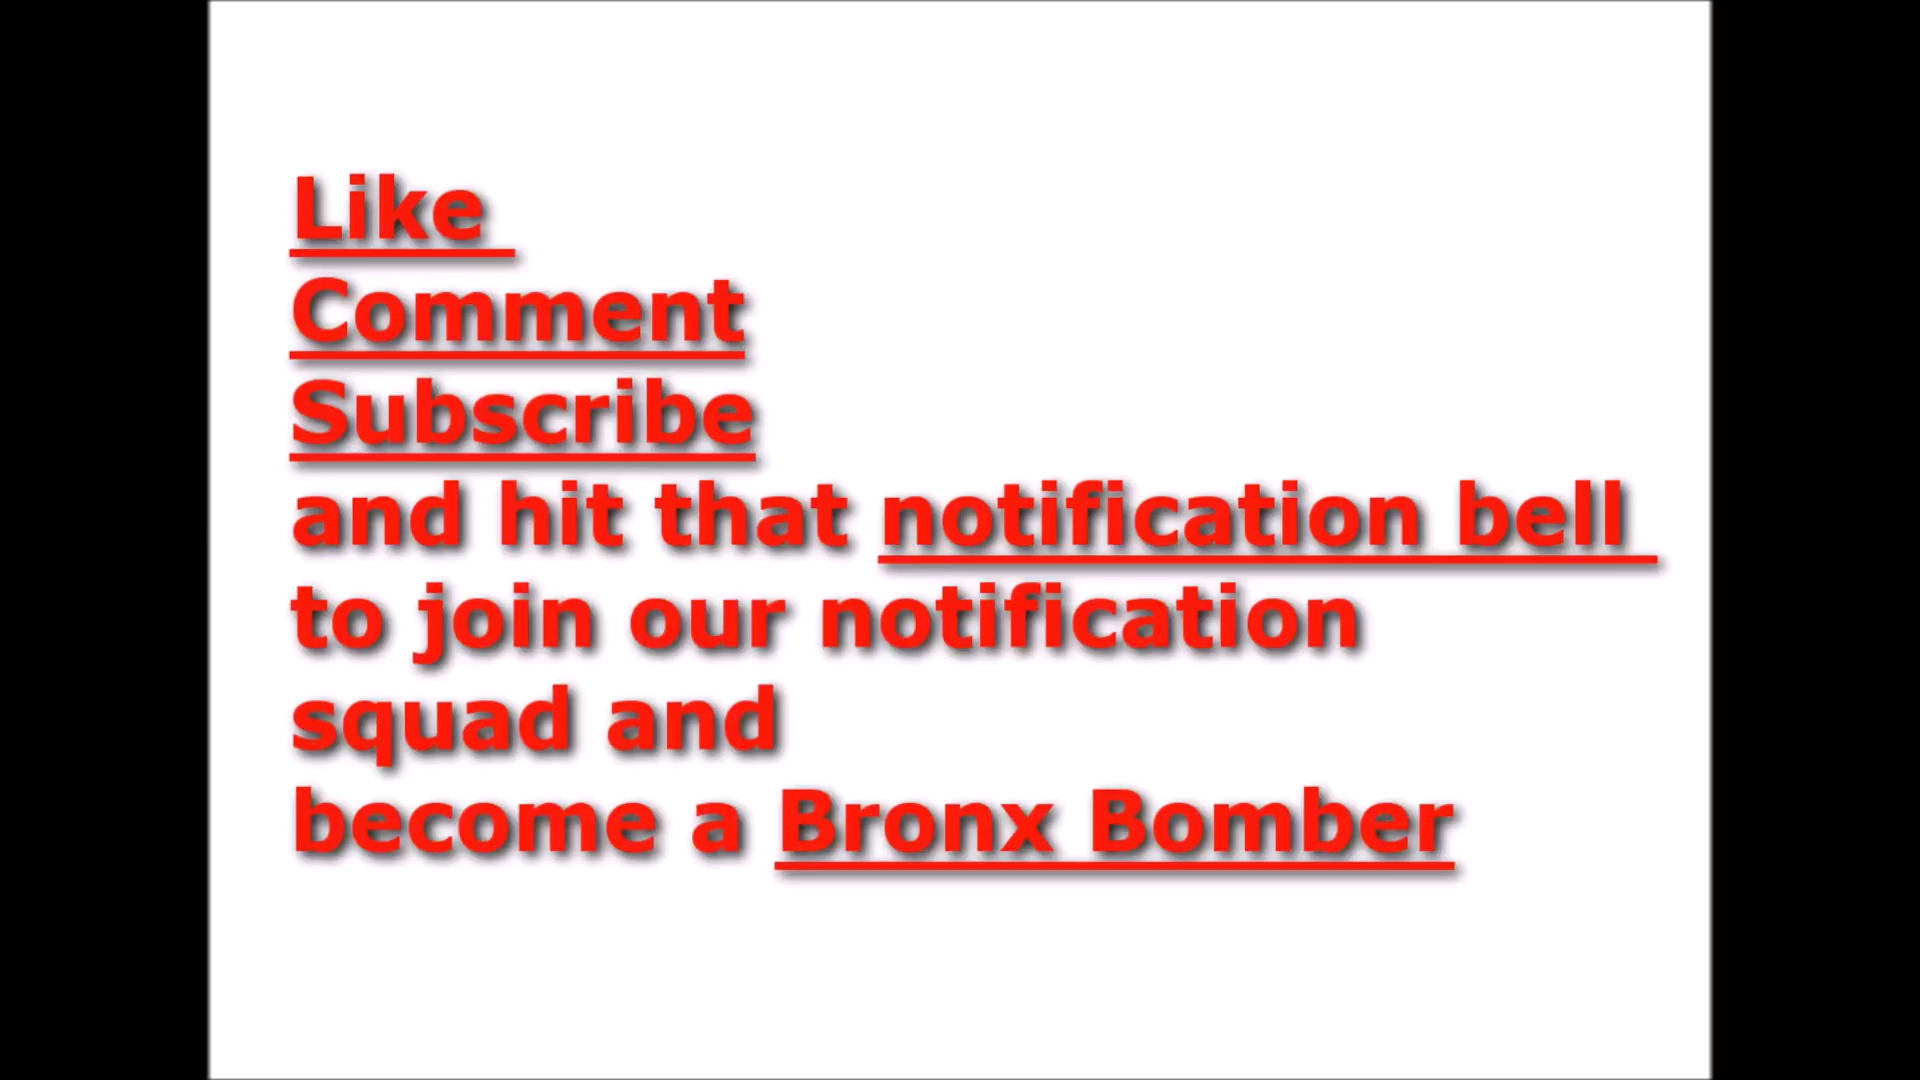 Like
Comment
Subscribe
and hit that notification bell
to join our notification
squad and
become a Bronx Bomber